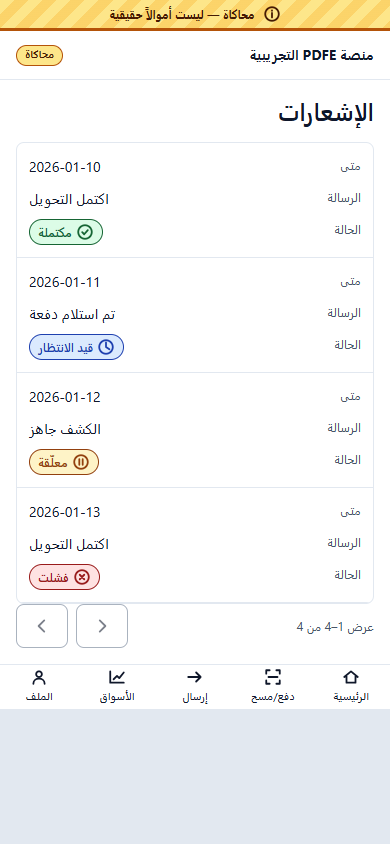 محاكاة — ليست أموالاً حقيقية
منصة PDFE التجريبية
محاكاة
الإشعارات
متى
2026-01-10
الرسالة
اكتمل التحويل
الحالة
مكتملة
متى
2026-01-11
الرسالة
تم استلام دفعة
الحالة
قيد الانتظار
متى
2026-01-12
الرسالة
الكشف جاهز
الحالة
معلّقة
متى
2026-01-13
الرسالة
اكتمل التحويل
الحالة
فشلت
عرض 1–4 من 4
الرئيسية
دفع/مسح
إرسال
الأسواق
الملف